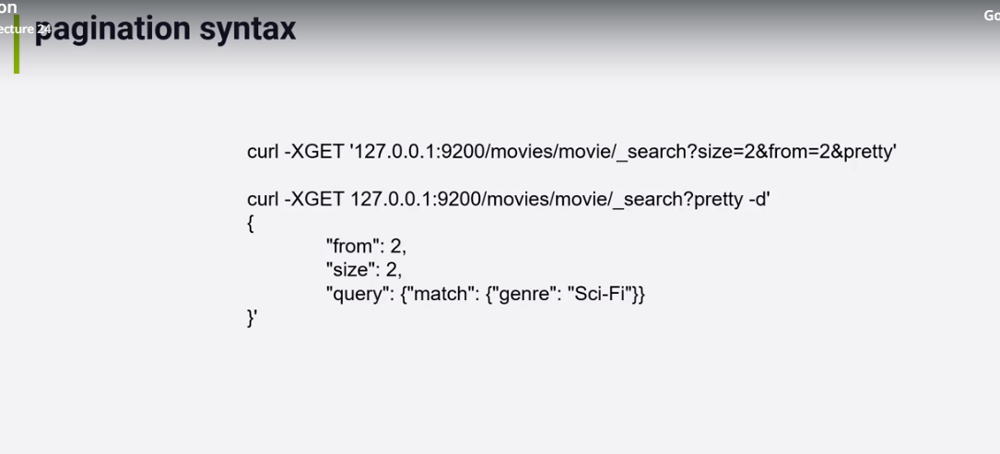 on
Go
ecture 24
pagination syntax
curl -XGET '127.0.0.1:9200/movies/movie/_search?size=2&from=2&pretty'
curl -XGET 127.0.0.1:9200/movies/movie/_search?pretty -d'
{
"from": 2,
"size": 2,
"query": {"match": {"genre": "Sci-Fi"}}
}'